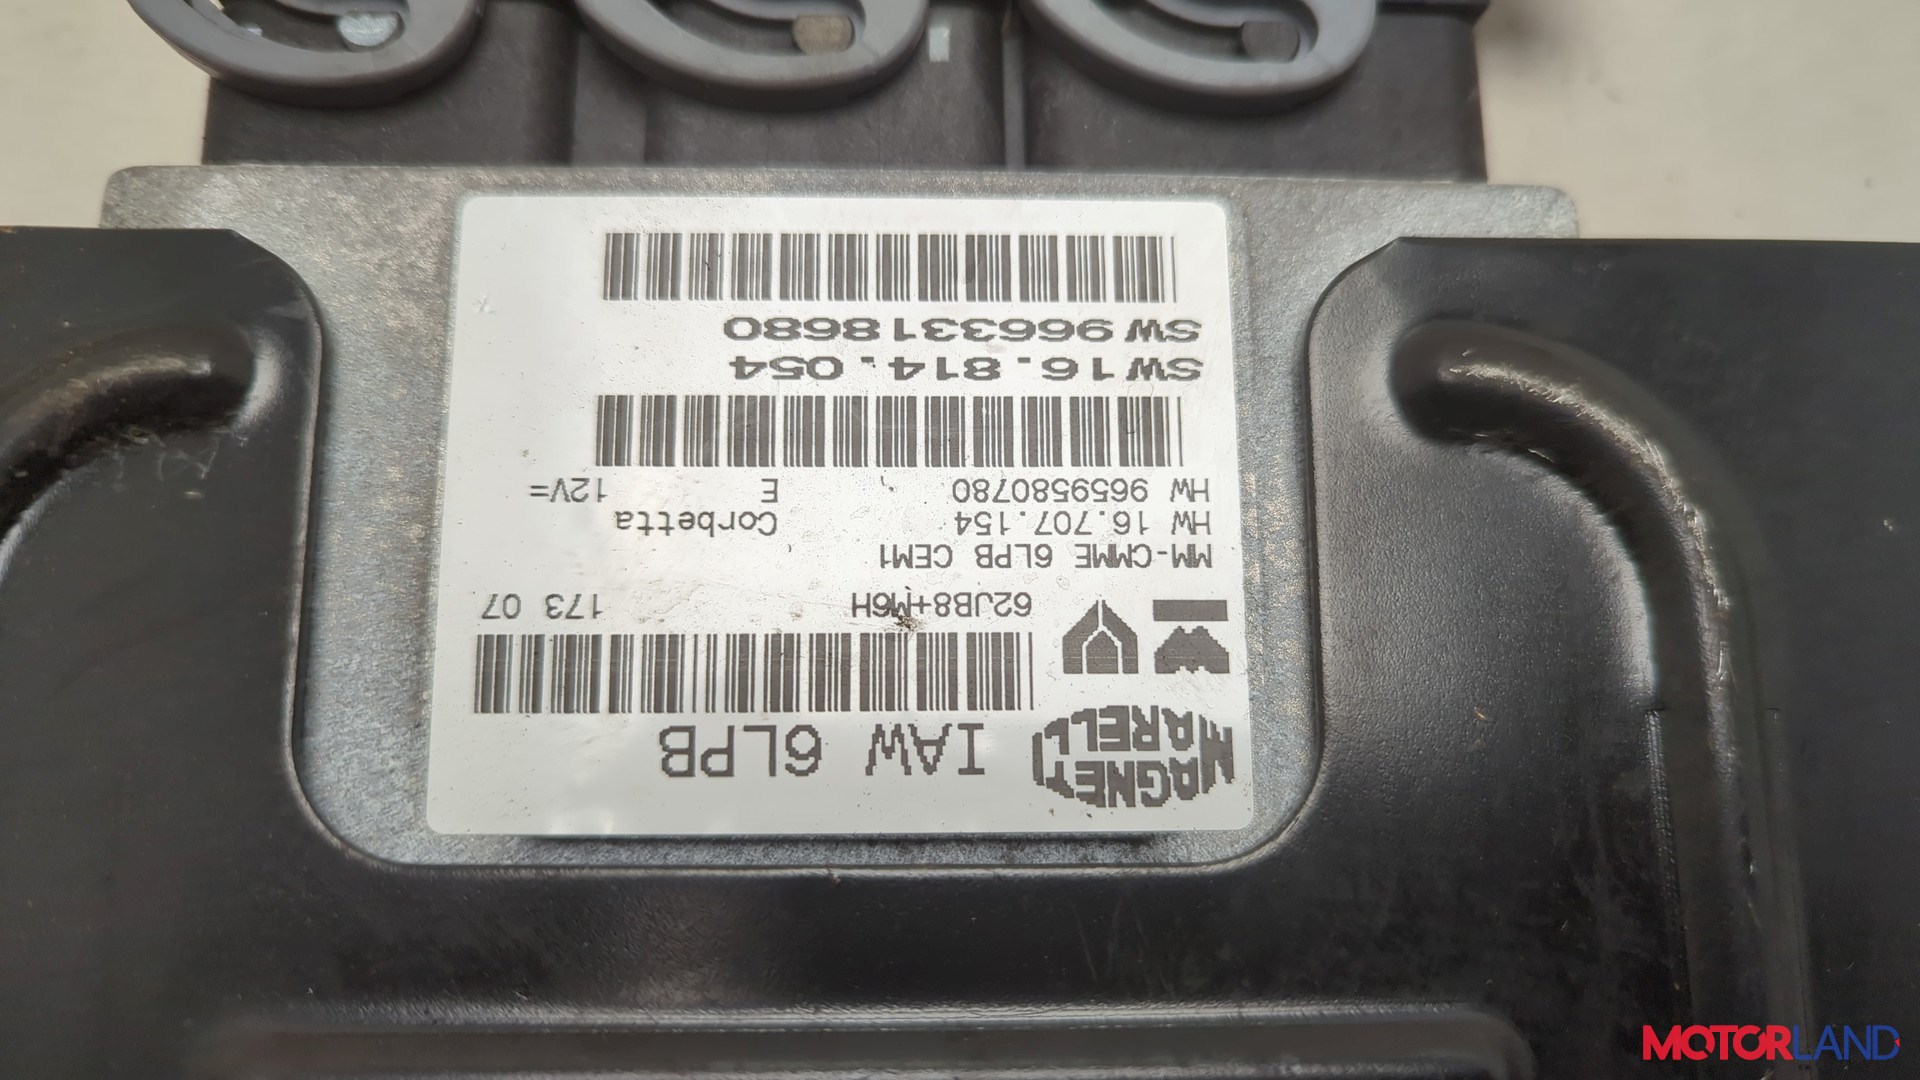 MAGNETI
MARELLI
IAW 6LPB
62JB8+M6H 173 07
MM-CMME 6LPB CEM1
HW 16.707.154 Corbetta
HW 9659580780 E 12V=
SW 16.814.054
SW 9663318680
MOTORLAND